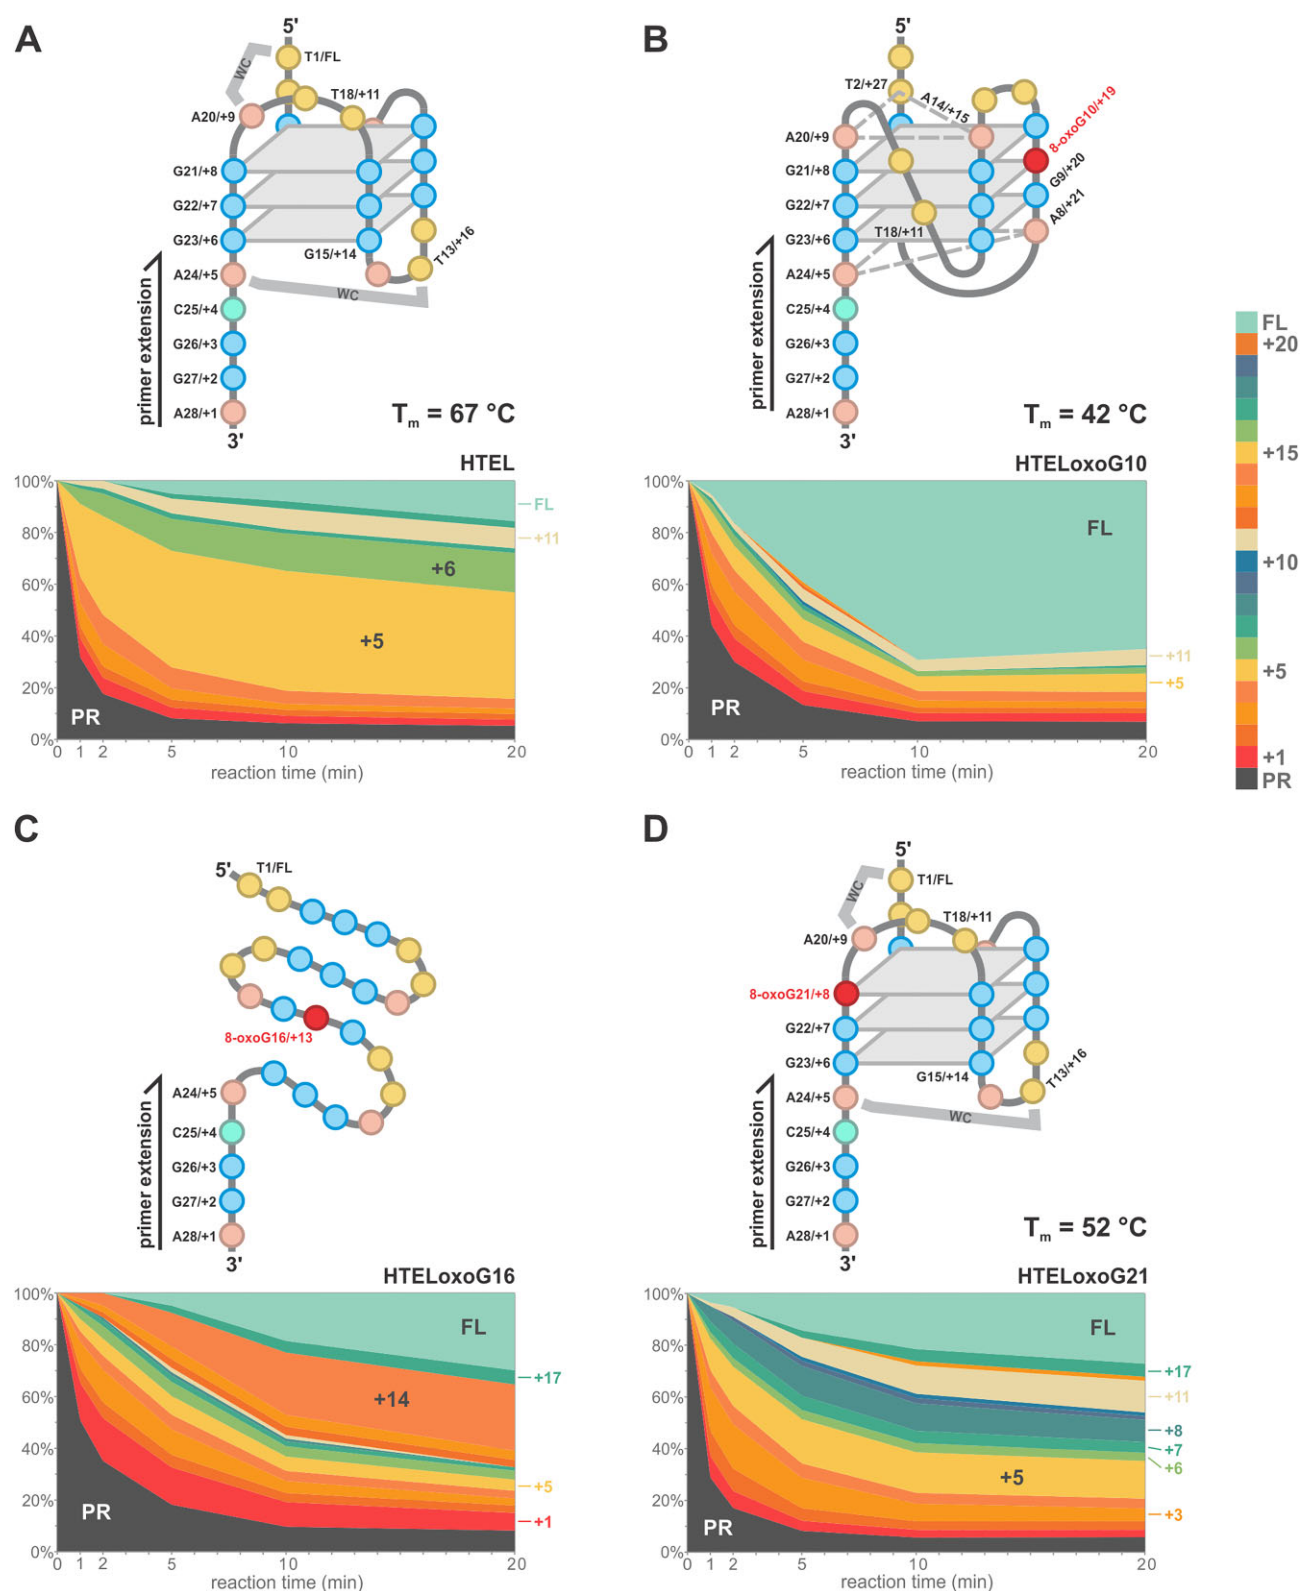 A
5'
T1/FL
WC
T18/+11
A20/+9
G21/+8
G22/+7
G23/+6
G15/+14
T13/+16
A24/+5
WC
C25/+4
G26/+3
G27/+2
A28/+1
primer extension
3'
Tm = 67 °C
HTEL
100%
80%
60%
40%
20%
0%
FL
+11
+6
+5
PR
0 1 2 5 10 20
reaction time (min)
B
5'
T2/+27
A14/+15
8-oxoG10/+19
A20/+9
G21/+8
G9/+20
G22/+7
A8/+21
T18/+11
G23/+6
A24/+5
C25/+4
G26/+3
G27/+2
A28/+1
primer extension
3'
Tm = 42 °C
HTELoxoG10
100%
80%
60%
40%
20%
0%
FL
+11
+5
PR
0 1 2 5 10 20
reaction time (min)
FL
+20
+15
+10
+5
+1
PR
C
5'
T1/FL
8-oxoG16/+13
A24/+5
C25/+4
G26/+3
G27/+2
A28/+1
primer extension
3'
HTELoxoG16
100%
80%
60%
40%
20%
0%
FL
+17
+14
+5
+1
PR
0 1 2 5 10 20
reaction time (min)
D
5'
T1/FL
WC
T18/+11
A20/+9
8-oxoG21/+8
G22/+7
G23/+6
G15/+14
T13/+16
A24/+5
WC
C25/+4
G26/+3
G27/+2
A28/+1
primer extension
3'
Tm = 52 °C
HTELoxoG21
100%
80%
60%
40%
20%
0%
FL
+17
+11
+8
+7
+6
+5
+3
PR
0 1 2 5 10 20
reaction time (min)